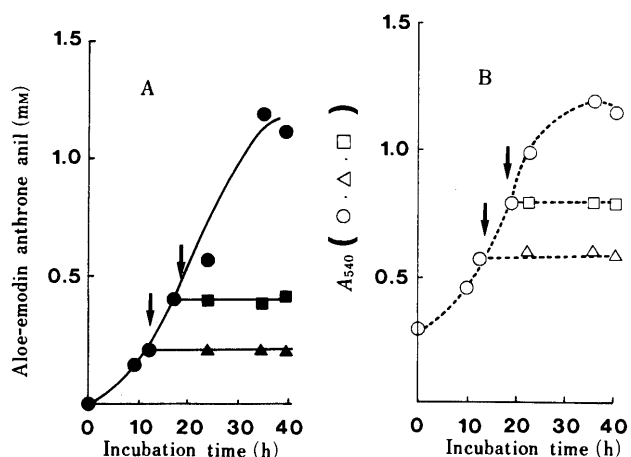 1.5
1.0
0.5
0 10 20 30 40
A
Aloe-emodin anthrone anil (mM)
Incubation time (h)
1.5
1.0
0.5
0 10 20 30 40
B
A540 (○ · △ · □)
Incubation time (h)